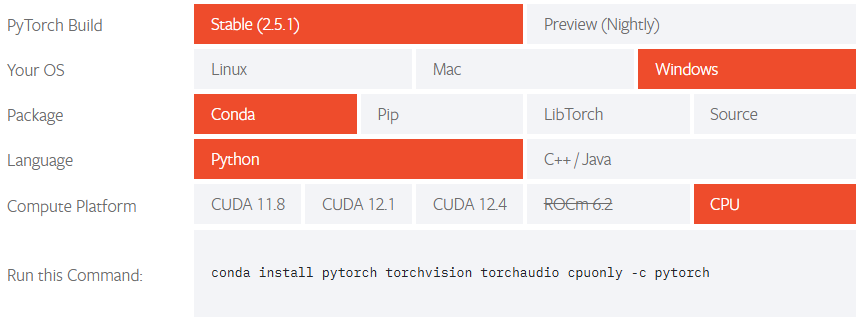 PyTorch Build Stable (2.5.1) Preview (Nightly)
Your OS Linux Mac Windows
Package Conda Pip LibTorch Source
Language Python C++ / Java
Compute Platform CUDA 11.8 CUDA 12.1 CUDA 12.4 ROCm 6.2 CPU
Run this Command: conda install pytorch torchvision torchaudio cpuonly -c pytorch